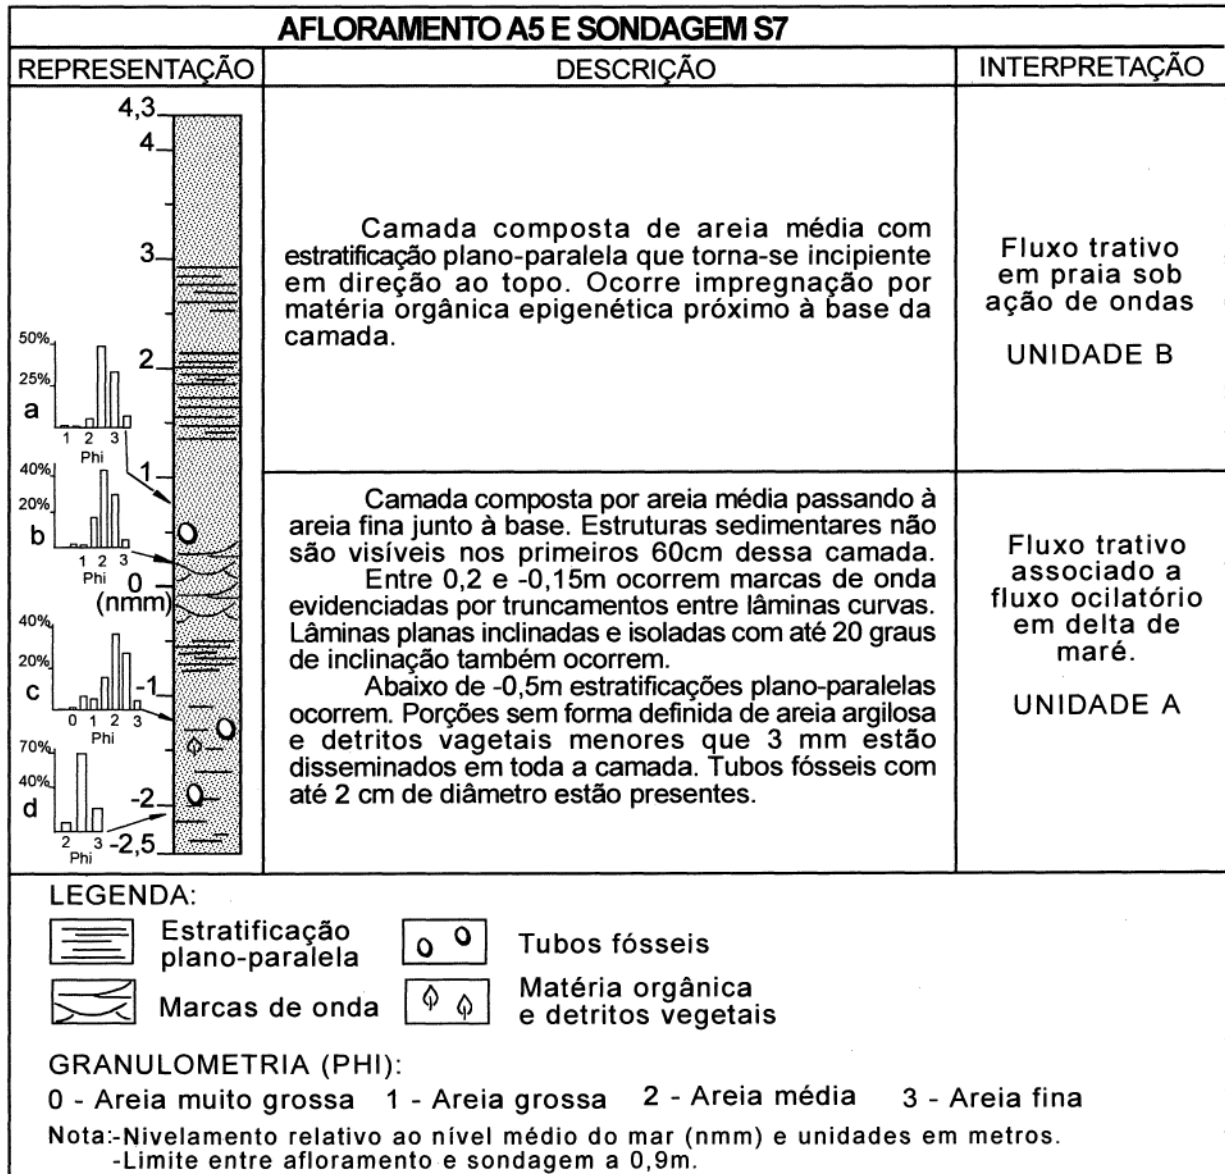 AFLORAMENTO A5 E SONDAGEM S7
REPRESENTAÇÃO
DESCRIÇÃO
INTERPRETAÇÃO
4,3
4
3
2
1
0
(nmm)
-1
-2
-2,5
50%
25%
a
1 2 3
Phi
40%
20%
b
1 2 3
Phi
40%
20%
c
0 1 2 3
Phi
70%
40%
d
2 3
Phi
Camada composta de areia média com
estratificação plano-paralela que torna-se incipiente
em direção ao topo. Ocorre impregnação por
matéria orgânica epigenética próximo à base da
camada.
Fluxo trativo
em praia sob
ação de ondas
UNIDADE B
Camada composta por areia média passando à
areia fina junto à base. Estruturas sedimentares não
são visíveis nos primeiros 60cm dessa camada.
Entre 0,2 e -0,15m ocorrem marcas de onda
evidenciadas por truncamentos entre lâminas curvas.
Lâminas planas inclinadas e isoladas com até 20 graus
de inclinação também ocorrem.
Abaixo de -0,5m estratificações plano-paralelas
ocorrem. Porções sem forma definida de areia argilosa
e detritos vagetais menores que 3 mm estão
disseminados em toda a camada. Tubos fósseis com
até 2 cm de diâmetro estão presentes.
Fluxo trativo
associado a
fluxo ocilatório
em delta de
maré.
UNIDADE A
LEGENDA:
Estratificação
plano-paralela
Tubos fósseis
Marcas de onda
Matéria orgânica
e detritos vegetais
GRANULOMETRIA (PHI):
0 - Areia muito grossa 1 - Areia grossa 2 - Areia média 3 - Areia fina
Nota:-Nivelamento relativo ao nível médio do mar (nmm) e unidades em metros.
-Limite entre afloramento e sondagem a 0,9m.